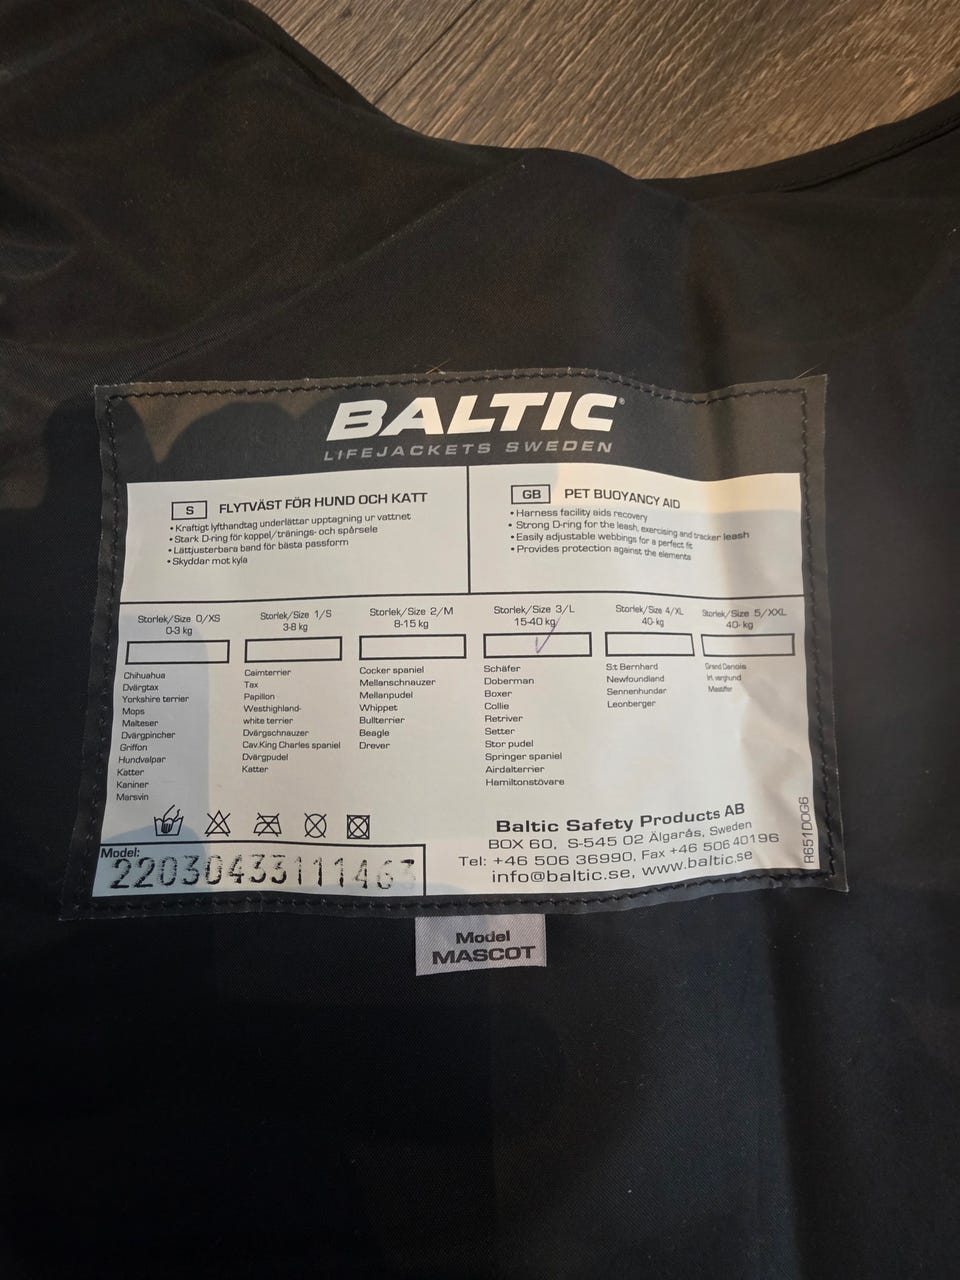 BALTIC®
LIFEJACKETS SWEDEN
S FLYTVÄST FÖR HUND OCH KATT
• Kraftigt lyfthandtag underlättar upptagning ur vattnet
• Stark D-ring för koppel/tränings- och spårsele
• Lättjusterbara band för bästa passform
• Skyddar mot kyla
GB PET BUOYANCY AID
• Harness facility aids recovery
• Strong D-ring for the leash, exercising and tracker leash
• Easily adjustable webbings for a perfect fit
• Provides protection against the elements
Storlek/Size 0/XS
0-3 kg
Chihuahua
Dvärgtax
Yorkshire terrier
Mops
Malteser
Dvärgpincher
Griffon
Hundvalpar
Katter
Kaniner
Marsvin
Storlek/Size 1/S
3-8 kg
Cairnterrier
Tax
Papillon
Westhighland-
white terrier
Dvärgschnauzer
Cav.King Charles spaniel
Dvärgpudel
Katter
Storlek/Size 2/M
8-15 kg
Cocker spaniel
Mellanschnauzer
Mellanpudel
Whippet
Bullterrier
Beagle
Drever
Storlek/Size 3/L
15-40 kg
Schäfer
Doberman
Boxer
Collie
Retriver
Setter
Stor pudel
Springer spaniel
Airdalterrier
Hamiltonstövare
Storlek/Size 4/XL
40- kg
S:t Bernhard
Newfoundland
Sennenhundar
Leonberger
Storlek/Size 5/XXL
40- kg
Grand Danois
Irl. varghund
Mastiffer
Model:
22030433111463
Baltic Safety Products AB
BOX 60, S-545 02 Älgarås, Sweden
Tel: +46 506 36990, Fax +46 506 40196
info@baltic.se, www.baltic.se
R651DOG6
Model
MASCOT